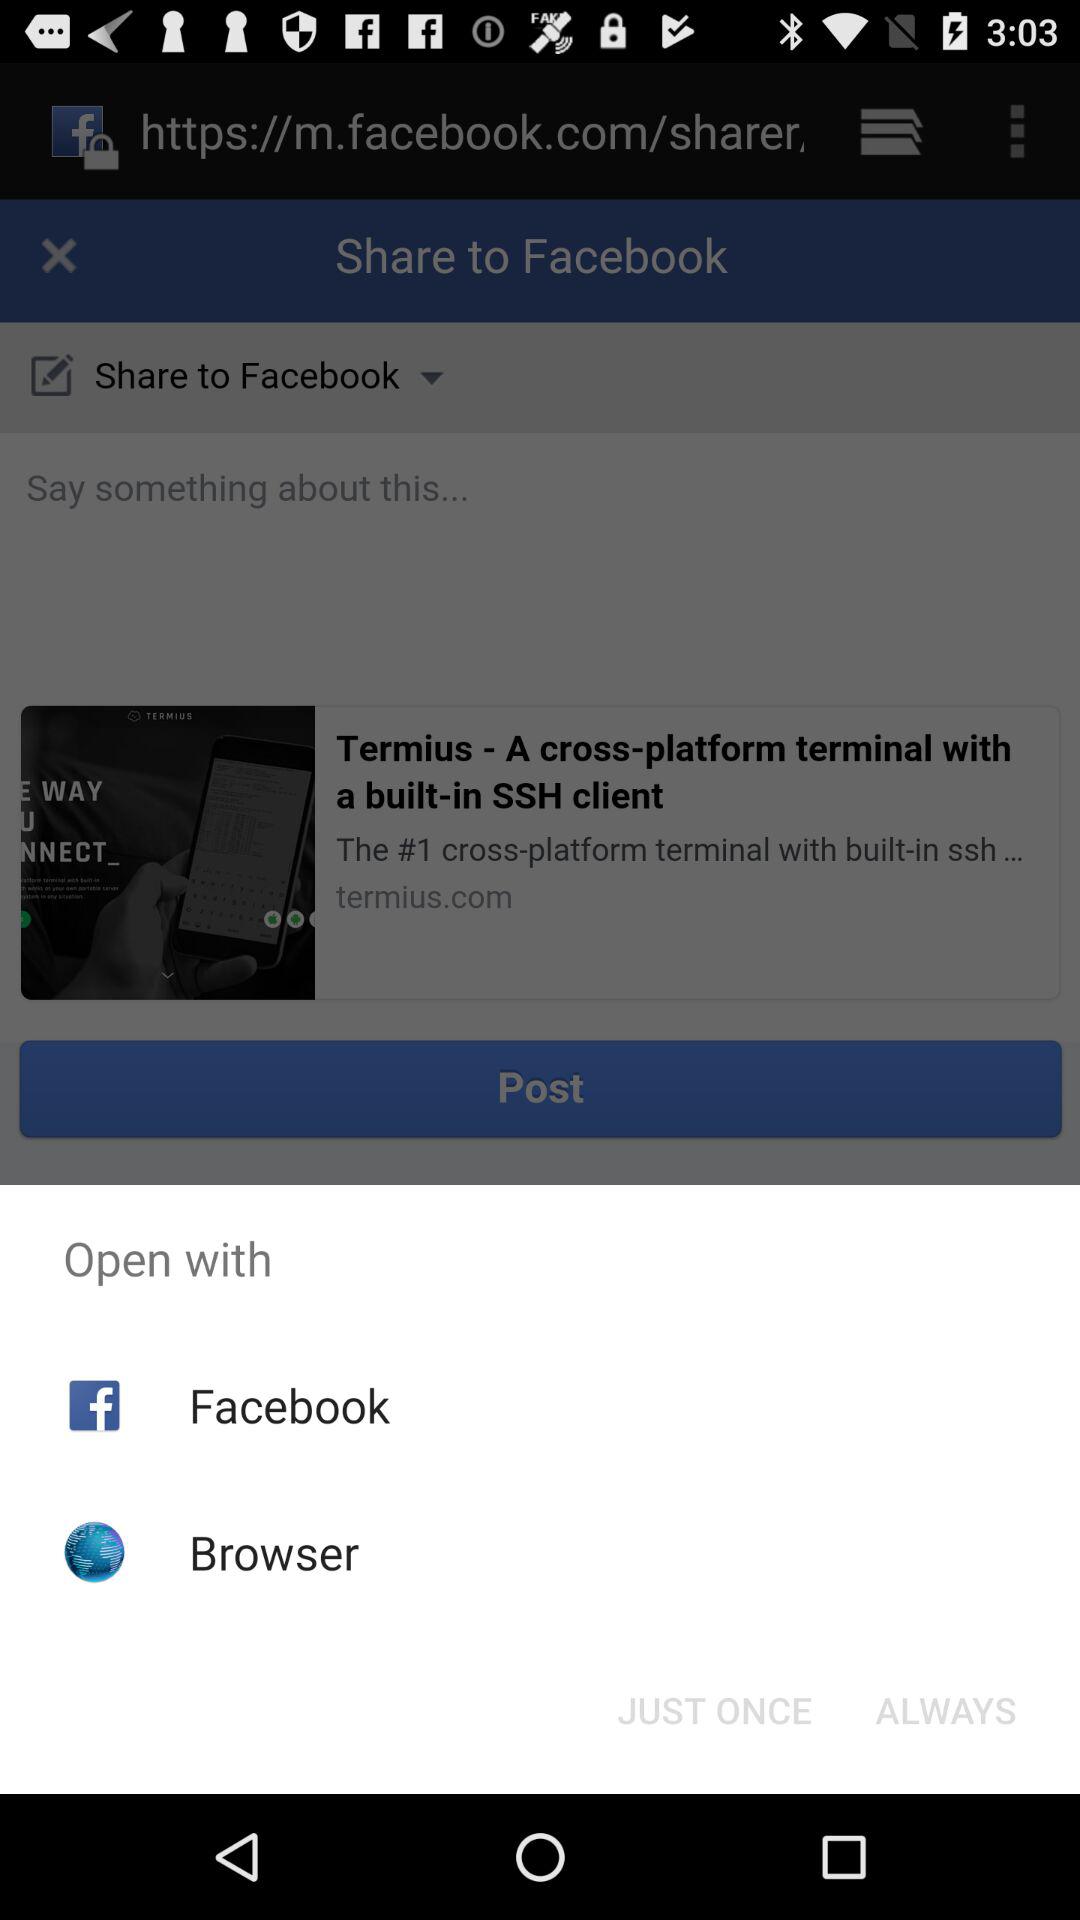 FAKE
3:03
https://m.facebook.com/sharer,
Share to Facebook
Share to Facebook
Say something about this...
TERMIUS
E WAY
U
NNECT_
Termius - A cross-platform terminal with
a built-in SSH client
The #1 cross-platform terminal with built-in ssh ...
termius.com
Post
Open with
Facebook
Browser
JUST ONCE ALWAYS